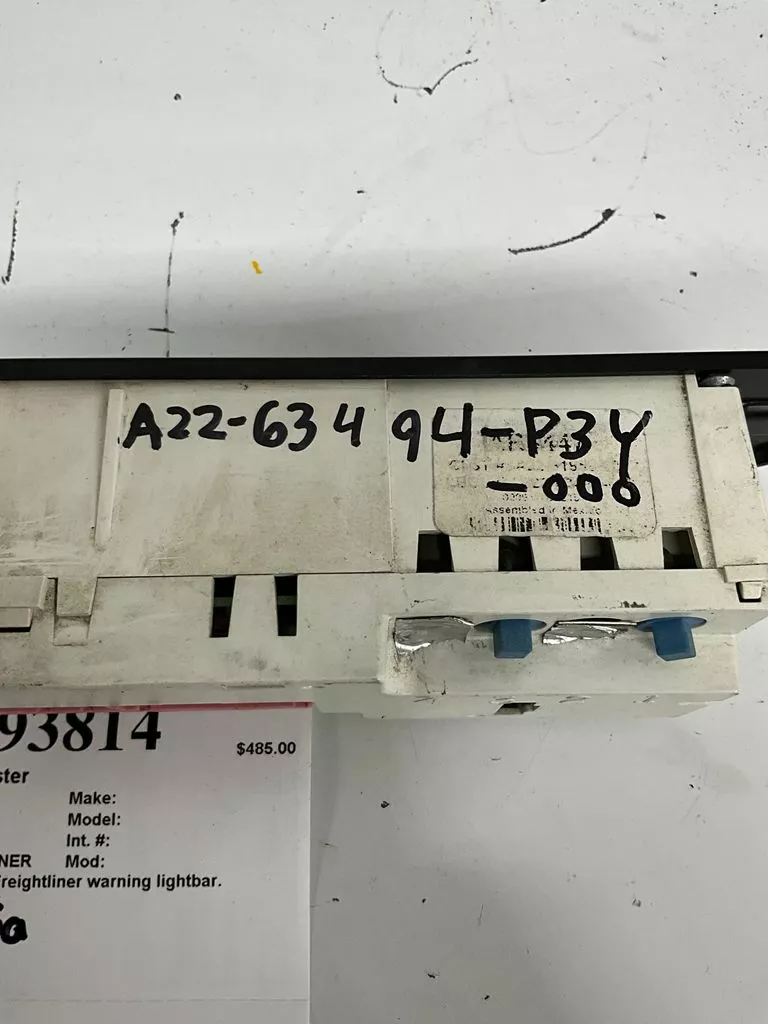 A22-63494-P3Y
-000
Assembled in Mexico
93814
$485.00
ster
Make:
Model:
Int. #:
NER Mod:
Freightliner warning lightbar.